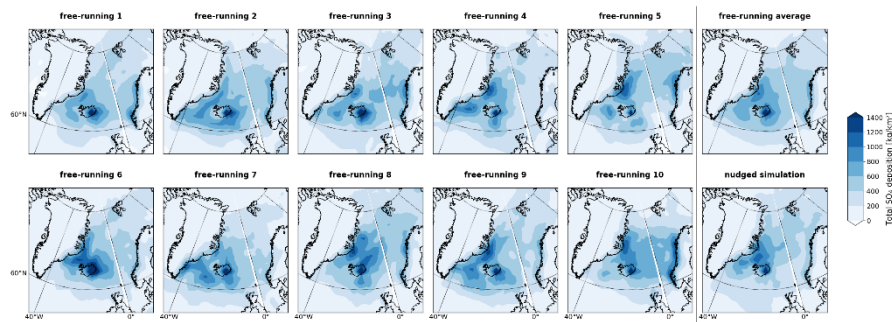 free-running 1
free-running 2
free-running 3
free-running 4
free-running 5
free-running average
60°N
free-running 6
free-running 7
free-running 8
free-running 9
free-running 10
nudged simulation
60°N
40°W
0°
40°W
0°
40°W
0°
40°W
0°
40°W
0°
40°W
0°
1400
1200
1000
800
600
400
200
0
Total SO₄ deposition [kg/km²]